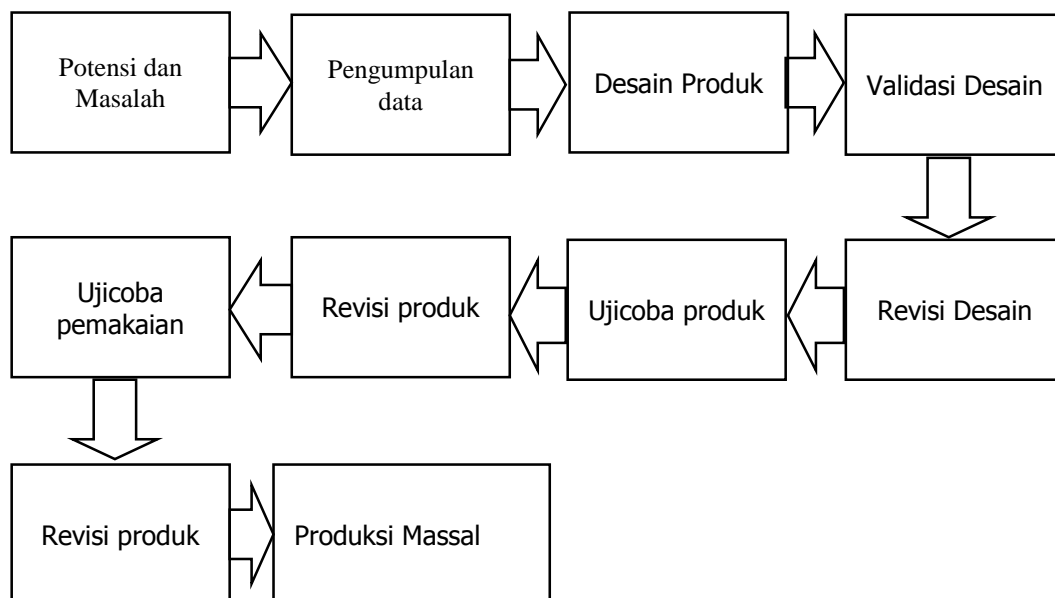 Potensi dan
Masalah
Pengumpulan
data
Desain Produk
Validasi Desain
Revisi Desain
Ujicoba produk
Revisi produk
Ujicoba
pemakaian
Revisi produk
Produksi Massal